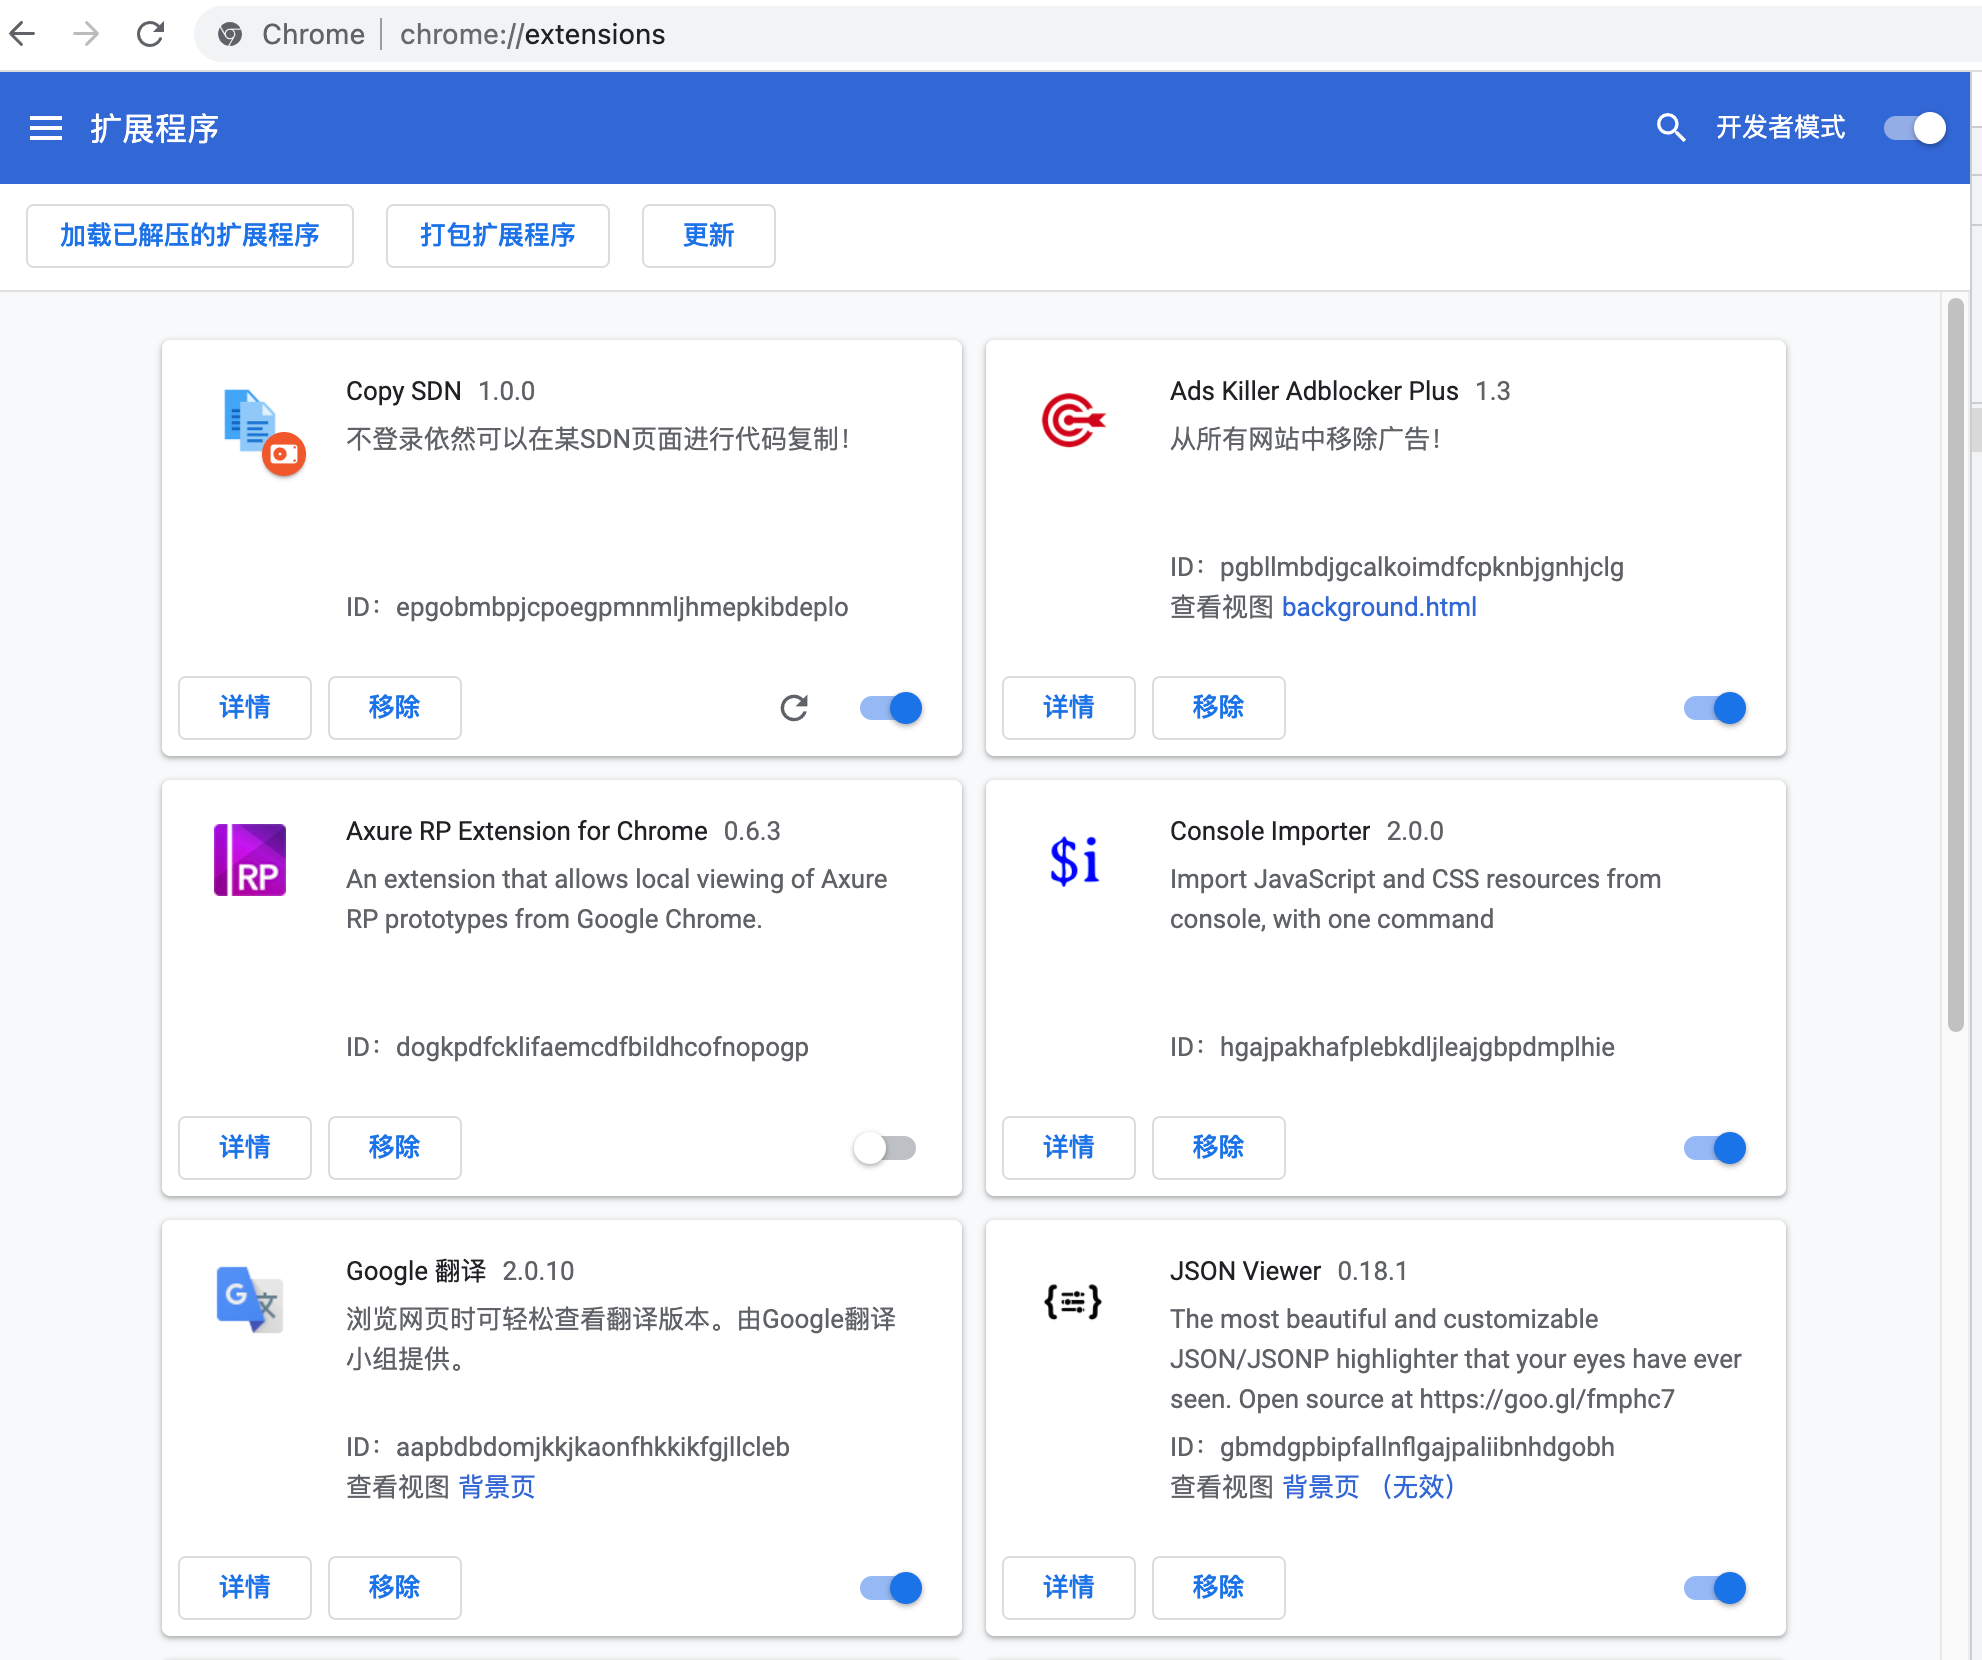 Chrome | chrome://extensions
扩展程序
开发者模式
加载已解压的扩展程序
打包扩展程序
更新
Copy SDN 1.0.0
不登录依然可以在某SDN页面进行代码复制！
ID： epgobmbpjcpoegpmnmljhmepkibdeplo
详情
移除
Ads Killer Adblocker Plus 1.3
从所有网站中移除广告！
ID： pgbllmbdjgcalkoimdfcpknbjgnhjclg
查看视图 background.html
详情
移除
RP
Axure RP Extension for Chrome 0.6.3
An extension that allows local viewing of Axure
RP prototypes from Google Chrome.
ID： dogkpdfcklifaemcdfbildhcofnopogp
详情
移除
$i
Console Importer 2.0.0
Import JavaScript and CSS resources from
console, with one command
ID： hgajpakhafplebkdljleajgbpdmplhie
详情
移除
G 文
Google 翻译 2.0.10
浏览网页时可轻松查看翻译版本。由Google翻译
小组提供。
ID： aapbdbdomjkkjkaonfhkkikfgjllcleb
查看视图 背景页
详情
移除
JSON Viewer 0.18.1
The most beautiful and customizable
JSON/JSONP highlighter that your eyes have ever
seen. Open source at https://goo.gl/fmphc7
ID： gbmdgpbipfallnflgajpaliibnhdgobh
查看视图 背景页 （无效）
详情
移除